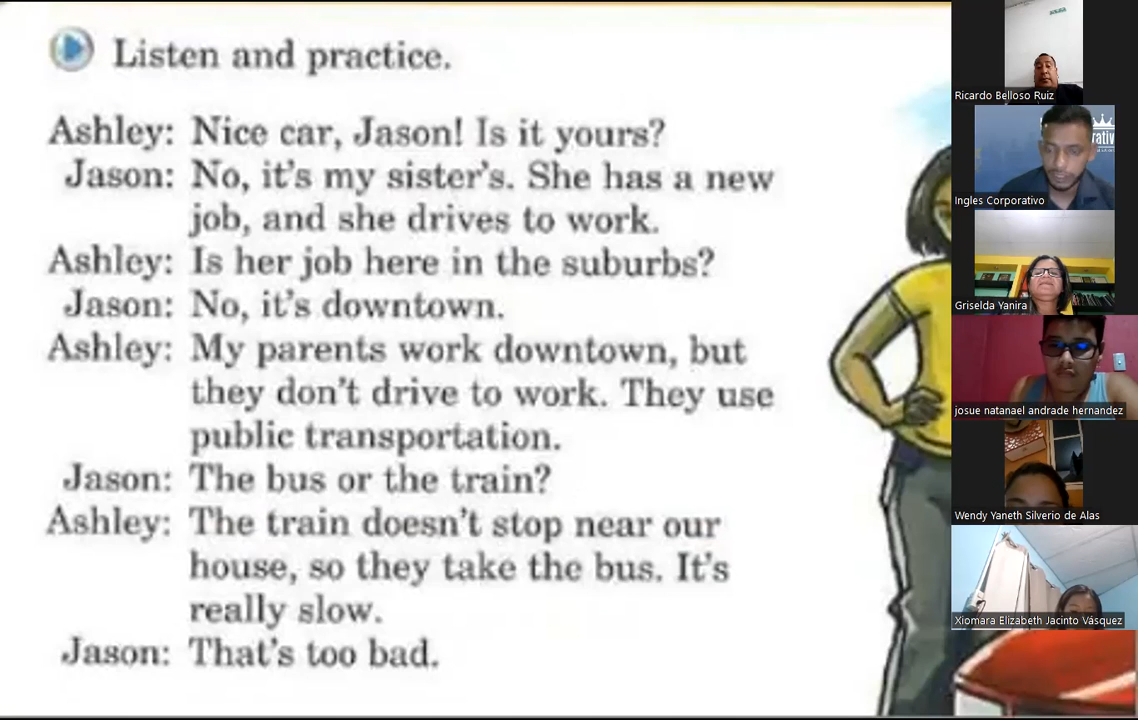 Listen and practice.
Ashley: Nice car, Jason! Is it yours?
Jason: No, it's my sister's. She has a new
job, and she drives to work.
Ashley: Is her job here in the suburbs?
Jason: No, it's downtown.
Ashley: My parents work downtown, but
they don't drive to work. They use
public transportation.
Jason: The bus or the train?
Ashley: The train doesn't stop near our
house, so they take the bus. It's
really slow.
Jason: That's too bad.
Ricardo Belloso Ruiz
Ingles Corporativo
Griselda Yanira
josue natanael andrade hernandez
Wendy Yaneth Silverio de Alas
Xiomara Elizabeth Jacinto Vásquez